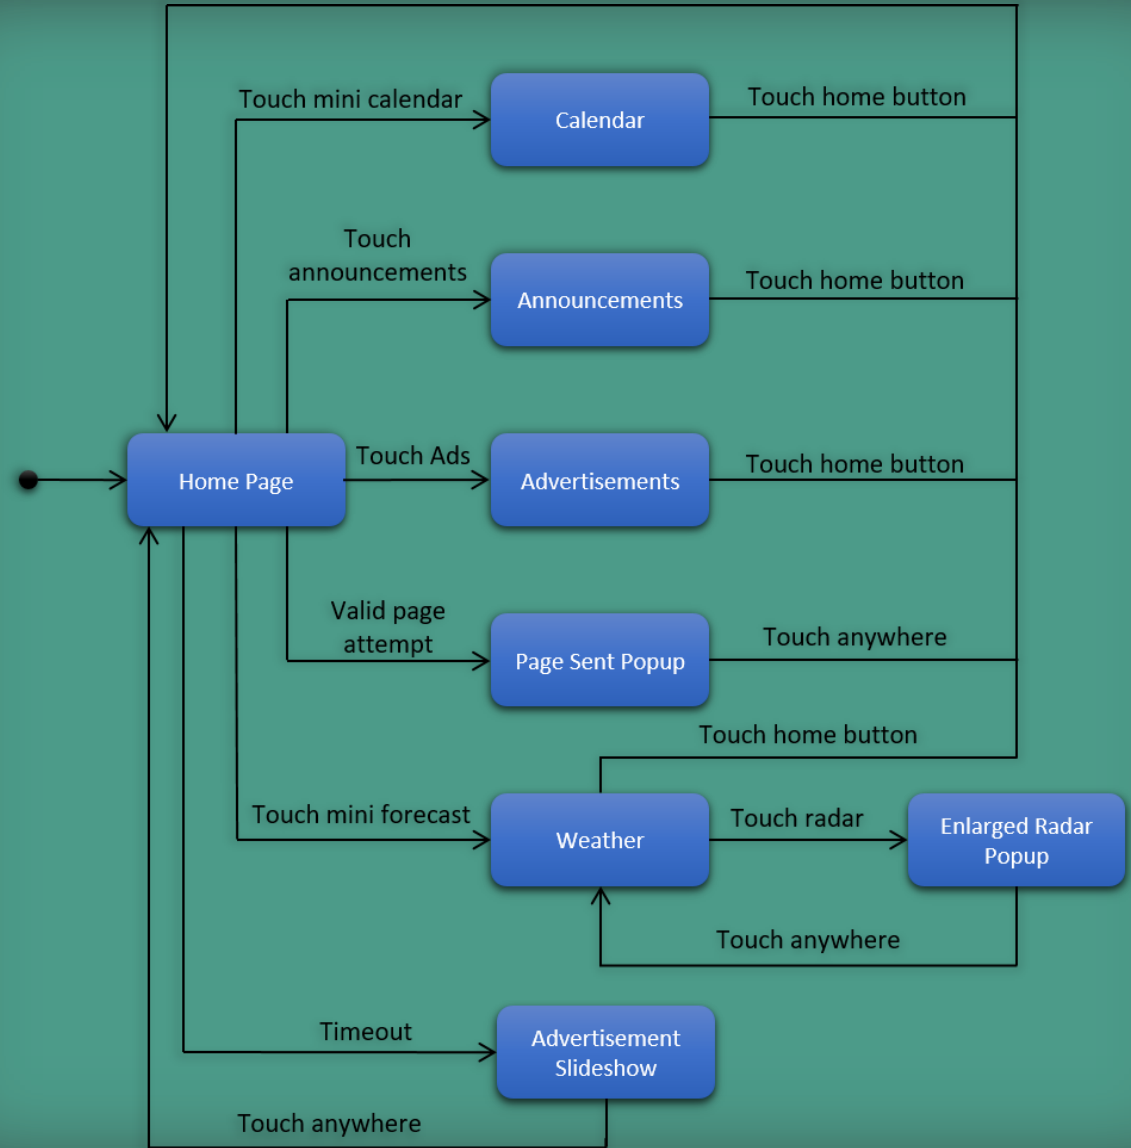 Touch mini calendar
Calendar
Touch home button
Touch
announcements
Announcements
Touch home button
Home Page
Touch Ads
Advertisements
Touch home button
Valid page
attempt
Page Sent Popup
Touch anywhere
Touch home button
Touch mini forecast
Weather
Touch radar
Enlarged Radar
Popup
Touch anywhere
Timeout
Advertisement
Slideshow
Touch anywhere